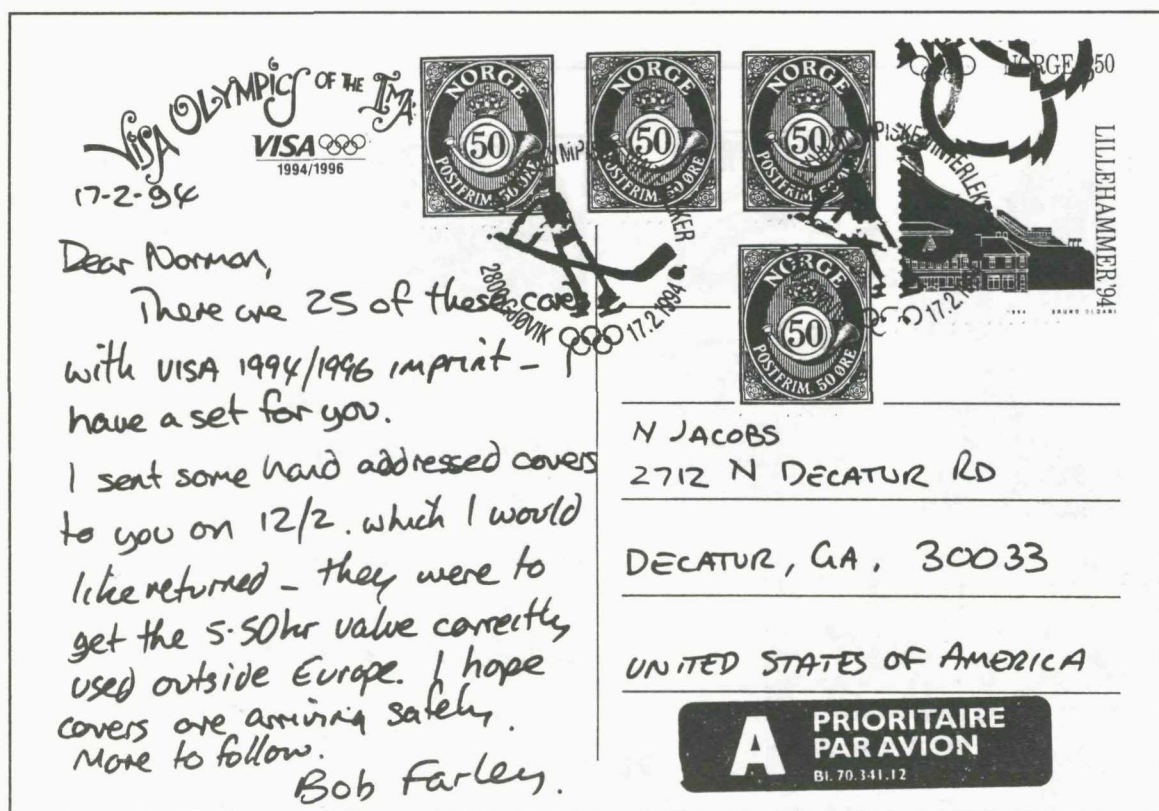 VISA OLYMPICS OF THE IMA
VISA
1994/1996
17-2-94
NORGE
50
POSTFRIM. 50 ØRE
NORGE
50
POSTFRIM. 50 ØRE
NORGE
50
POSTFRIM. 50 ØRE
NORGE 50
LILLEHAMMER '94
1994
NORGE
50
POSTFRIM. 50 ØRE
2800 GJØVIK
17.2.1994
17.2.
Dear Norman,
There are 25 of these covers
with VISA 1994/1996 imprint - I
have a set for you.
I sent some hand addressed covers
to you on 12/2. which I would
like returned - they were to
get the 5.50kr value correctly
used outside Europe. I hope
covers are arriving safely.
More to follow.
Bob Farley.
N JACOBS
2712 N DECATUR RD
DECATUR, GA. 30033
UNITED STATES OF AMERICA
A PRIORITAIRE
PAR AVION
Bl. 70.341.12